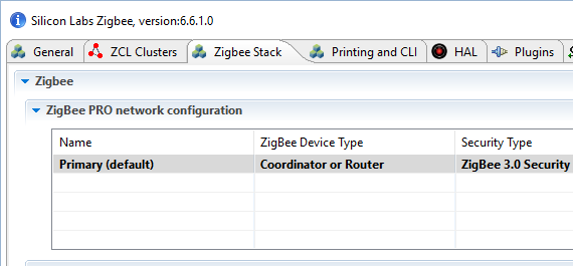 Silicon Labs Zigbee, version:6.6.1.0
General ZCL Clusters Zigbee Stack Printing and CLI HAL Plugins
Zigbee
ZigBee PRO network configuration
Name ZigBee Device Type Security Type
Primary (default) Coordinator or Router ZigBee 3.0 Security